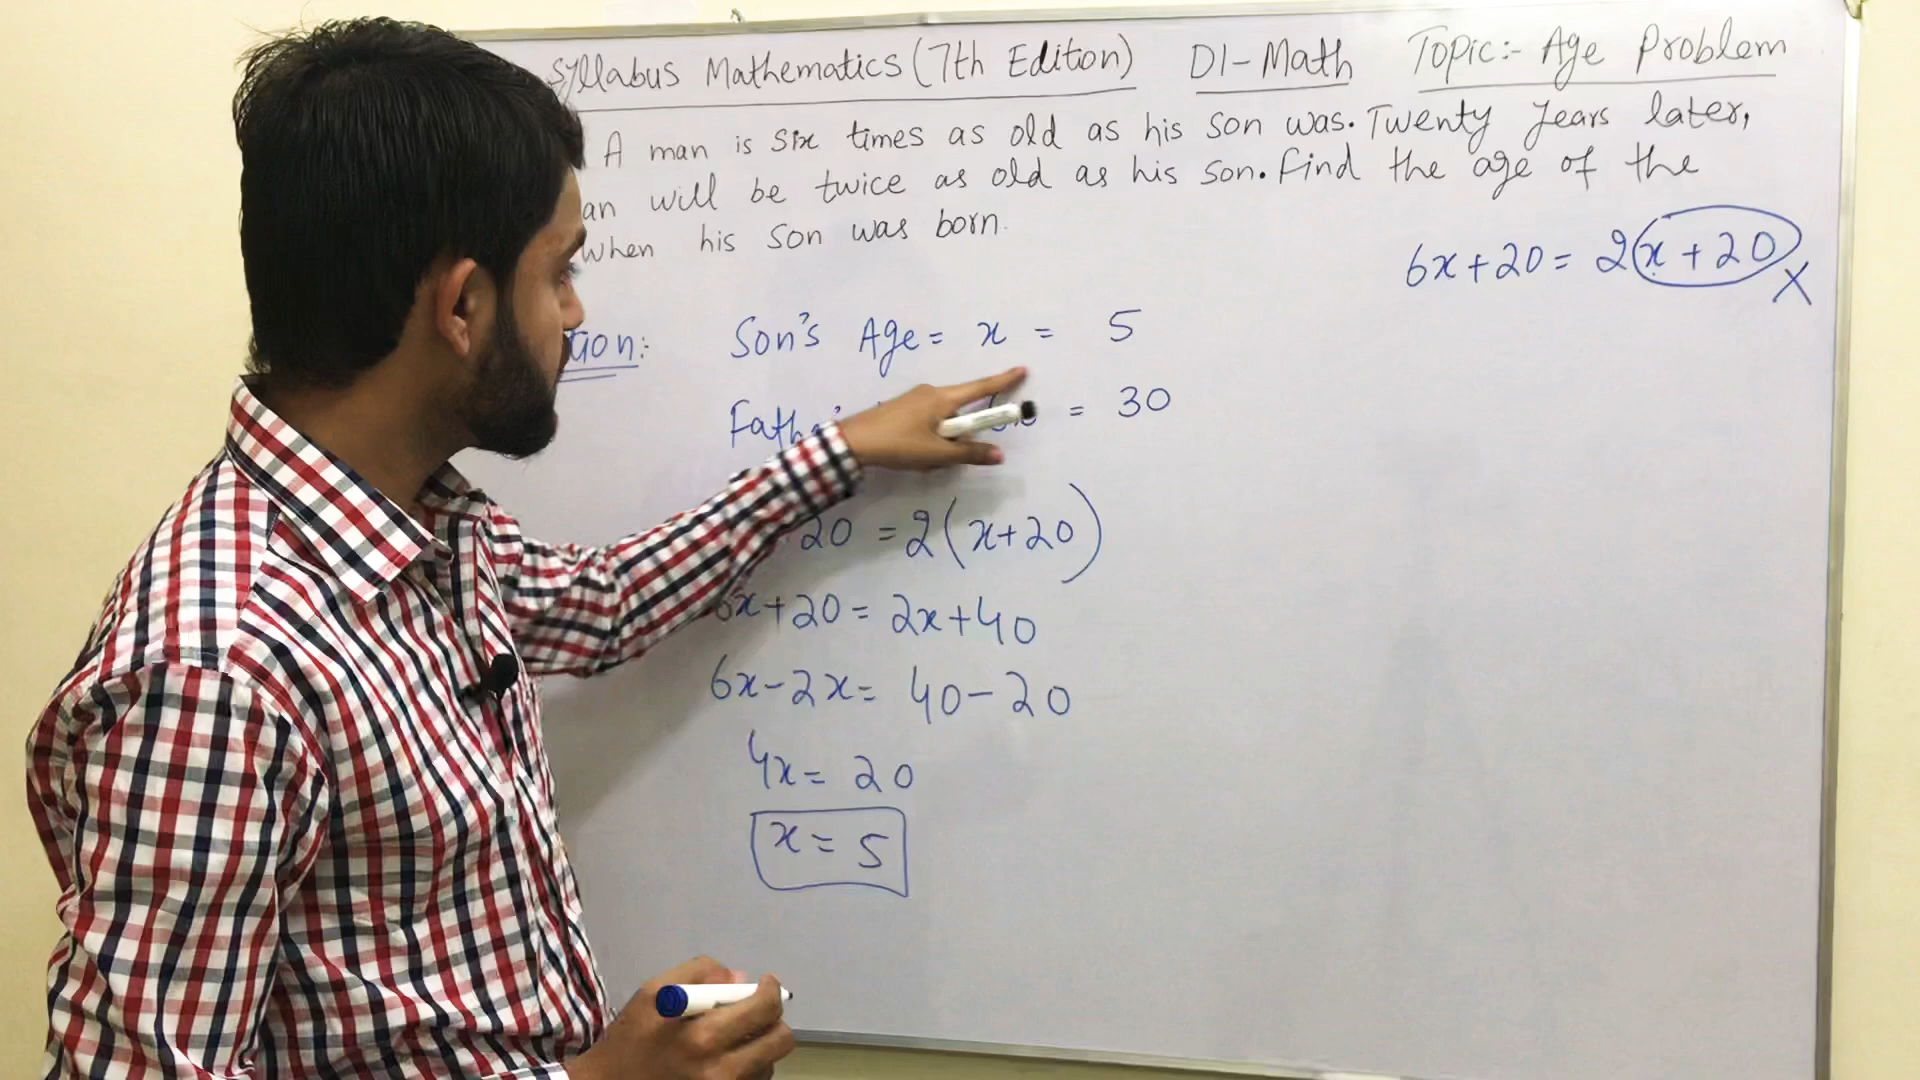 Syllabus Mathematics (7th Edition) D1-Math Topic:- Age Problem
A man is six times as old as his son was. Twenty years later,
an will be twice as old as his son. find the age of the
when his son was born.
6x+20= 2(x+20) X
tion:
Son's Age = x = 5
= 30
20 =2(x+20)
6x+20= 2x+40
6x-2x= 40-20
4x= 20
x= 5